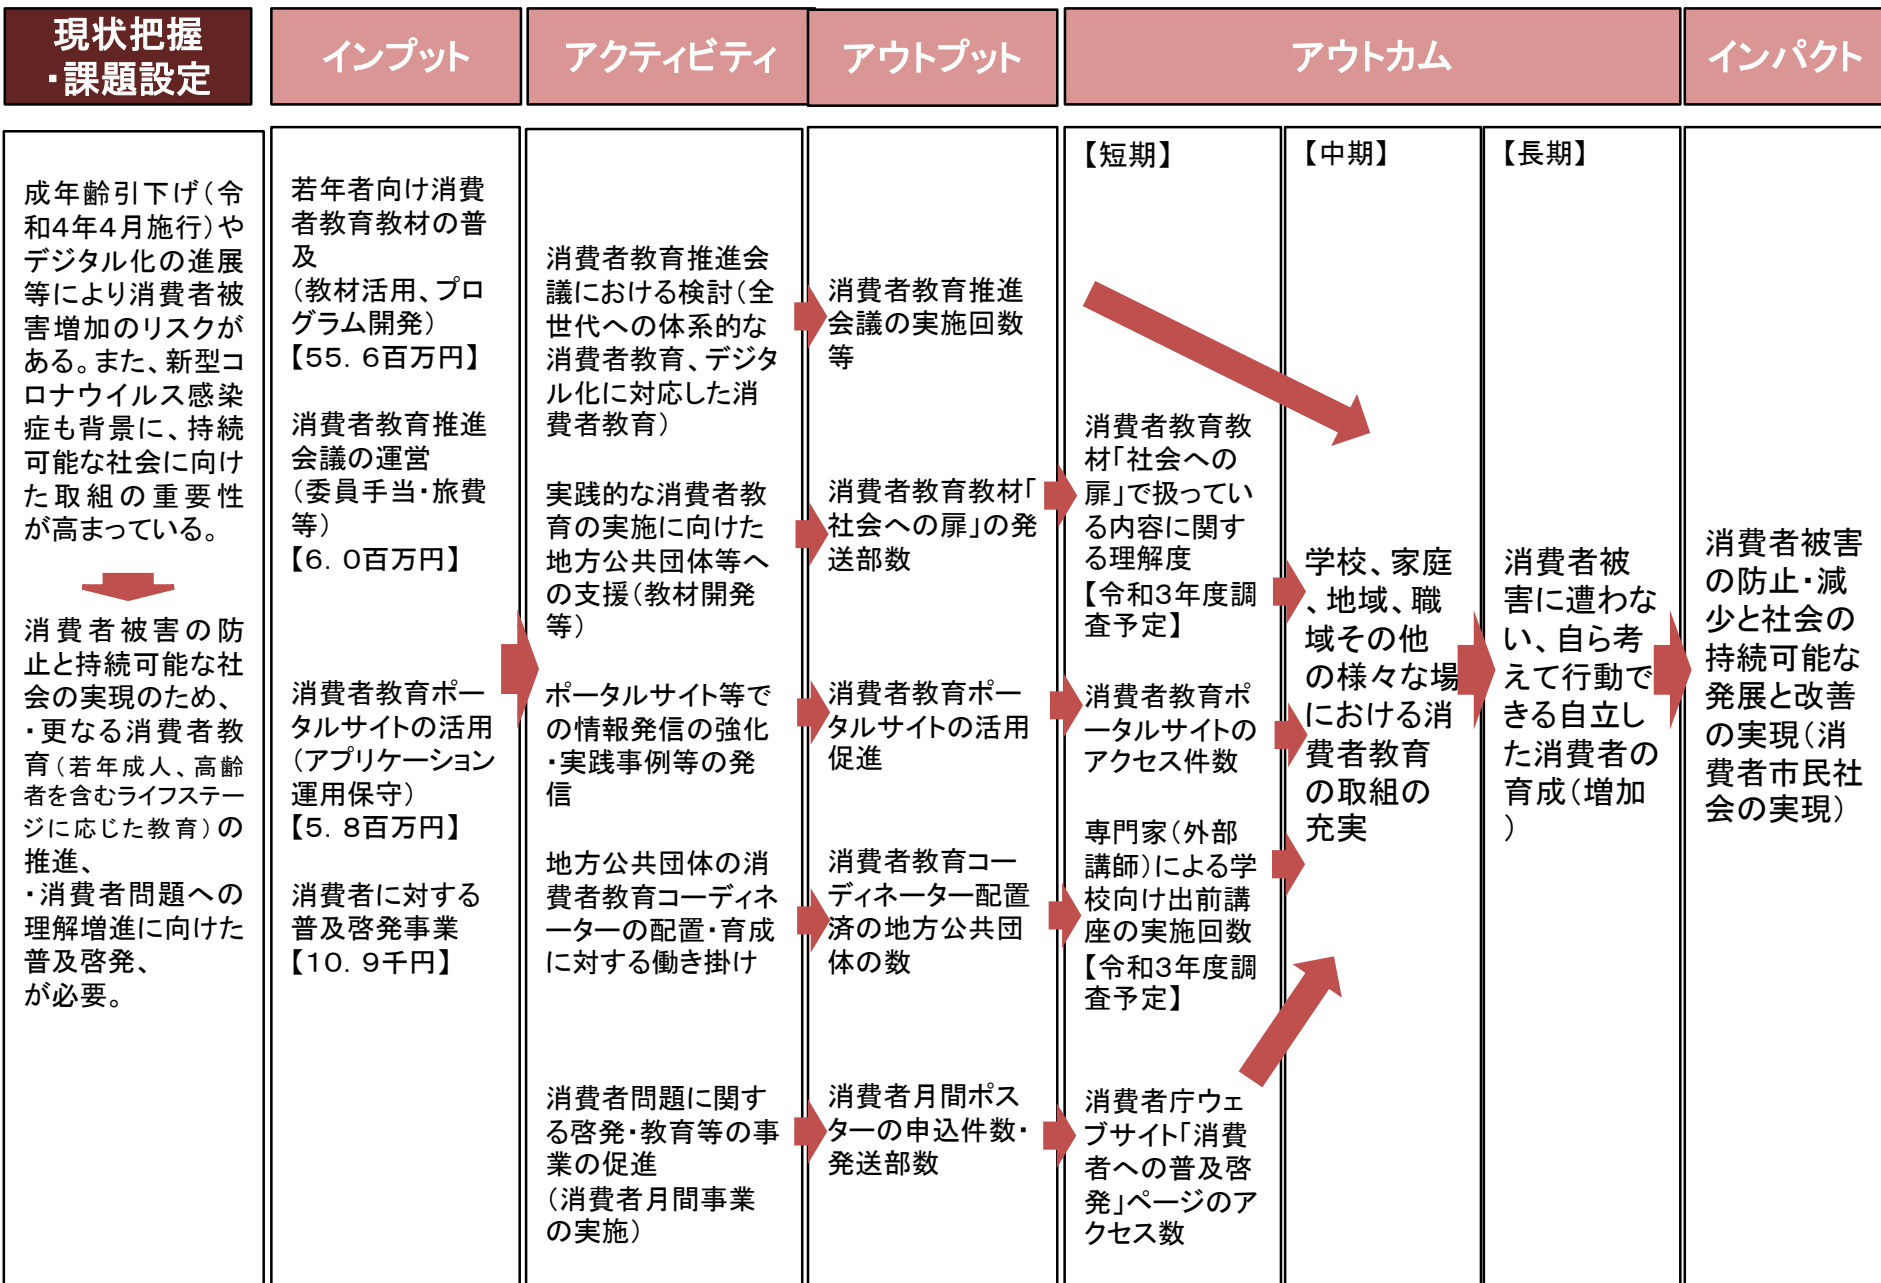 現状把握
・課題設定
インプット
アクティビティ
アウトプット
アウトカム
インパクト
成年齢引下げ（令
和4年4月施行）や
デジタル化の進展
等により消費者被
害増加のリスクが
ある。また、新型コ
ロナウイルス感染
症も背景に、持続
可能な社会に向け
た取組の重要性
が高まっている。
消費者被害の防
止と持続可能な社
会の実現のため、
・更なる消費者教
育（若年成人、高齢
者を含むライフステー
ジに応じた教育）の
推進、
・消費者問題への
理解増進に向けた
普及啓発、
が必要。
若年者向け消費
者教育教材の普
及
（教材活用、プロ
グラム開発）
【55．6百万円】
消費者教育推進
会議の運営
（委員手当・旅費
等）
【6．0百万円】
消費者教育ポー
タルサイトの活用
（アプリケーション
運用保守）
【5．8百万円】
消費者に対する
普及啓発事業
【10．9千円】
消費者教育推進会
議における検討（全
世代への体系的な
消費者教育、デジタ
ル化に対応した消
費者教育）
実践的な消費者教
育の実施に向けた
地方公共団体等へ
の支援（教材開発
等）
ポータルサイト等で
の情報発信の強化
・実践事例等の発
信
地方公共団体の消
費者教育コーディネ
ーターの配置・育成
に対する働き掛け
消費者問題に関す
る啓発・教育等の事
業の促進
（消費者月間事業
の実施）
消費者教育推進
会議の実施回数
等
消費者教育教材「
社会への扉」の発
送部数
消費者教育ポー
タルサイトの活用
促進
消費者教育コー
ディネーター配置
済の地方公共団
体の数
消費者月間ポス
ターの申込件数・
発送部数
【短期】
消費者教育教
材「社会への
扉」で扱ってい
る内容に関す
る理解度
【令和3年度調
査予定】
消費者教育ポ
ータルサイトの
アクセス件数
専門家（外部
講師）による学
校向け出前講
座の実施回数
【令和3年度調
査予定】
消費者庁ウェ
ブサイト「消費
者への普及啓
発」ページのア
クセス数
【中期】
学校、家庭
、地域、職
域その他
の様々な場
における消
費者教育
の取組の
充実
【長期】
消費者被
害に遭わな
い、自ら考
えて行動で
きる自立し
た消費者の
育成（増加
）
消費者被害
の防止・減
少と社会の
持続可能な
発展と改善
の実現（消
費者市民社
会の実現）